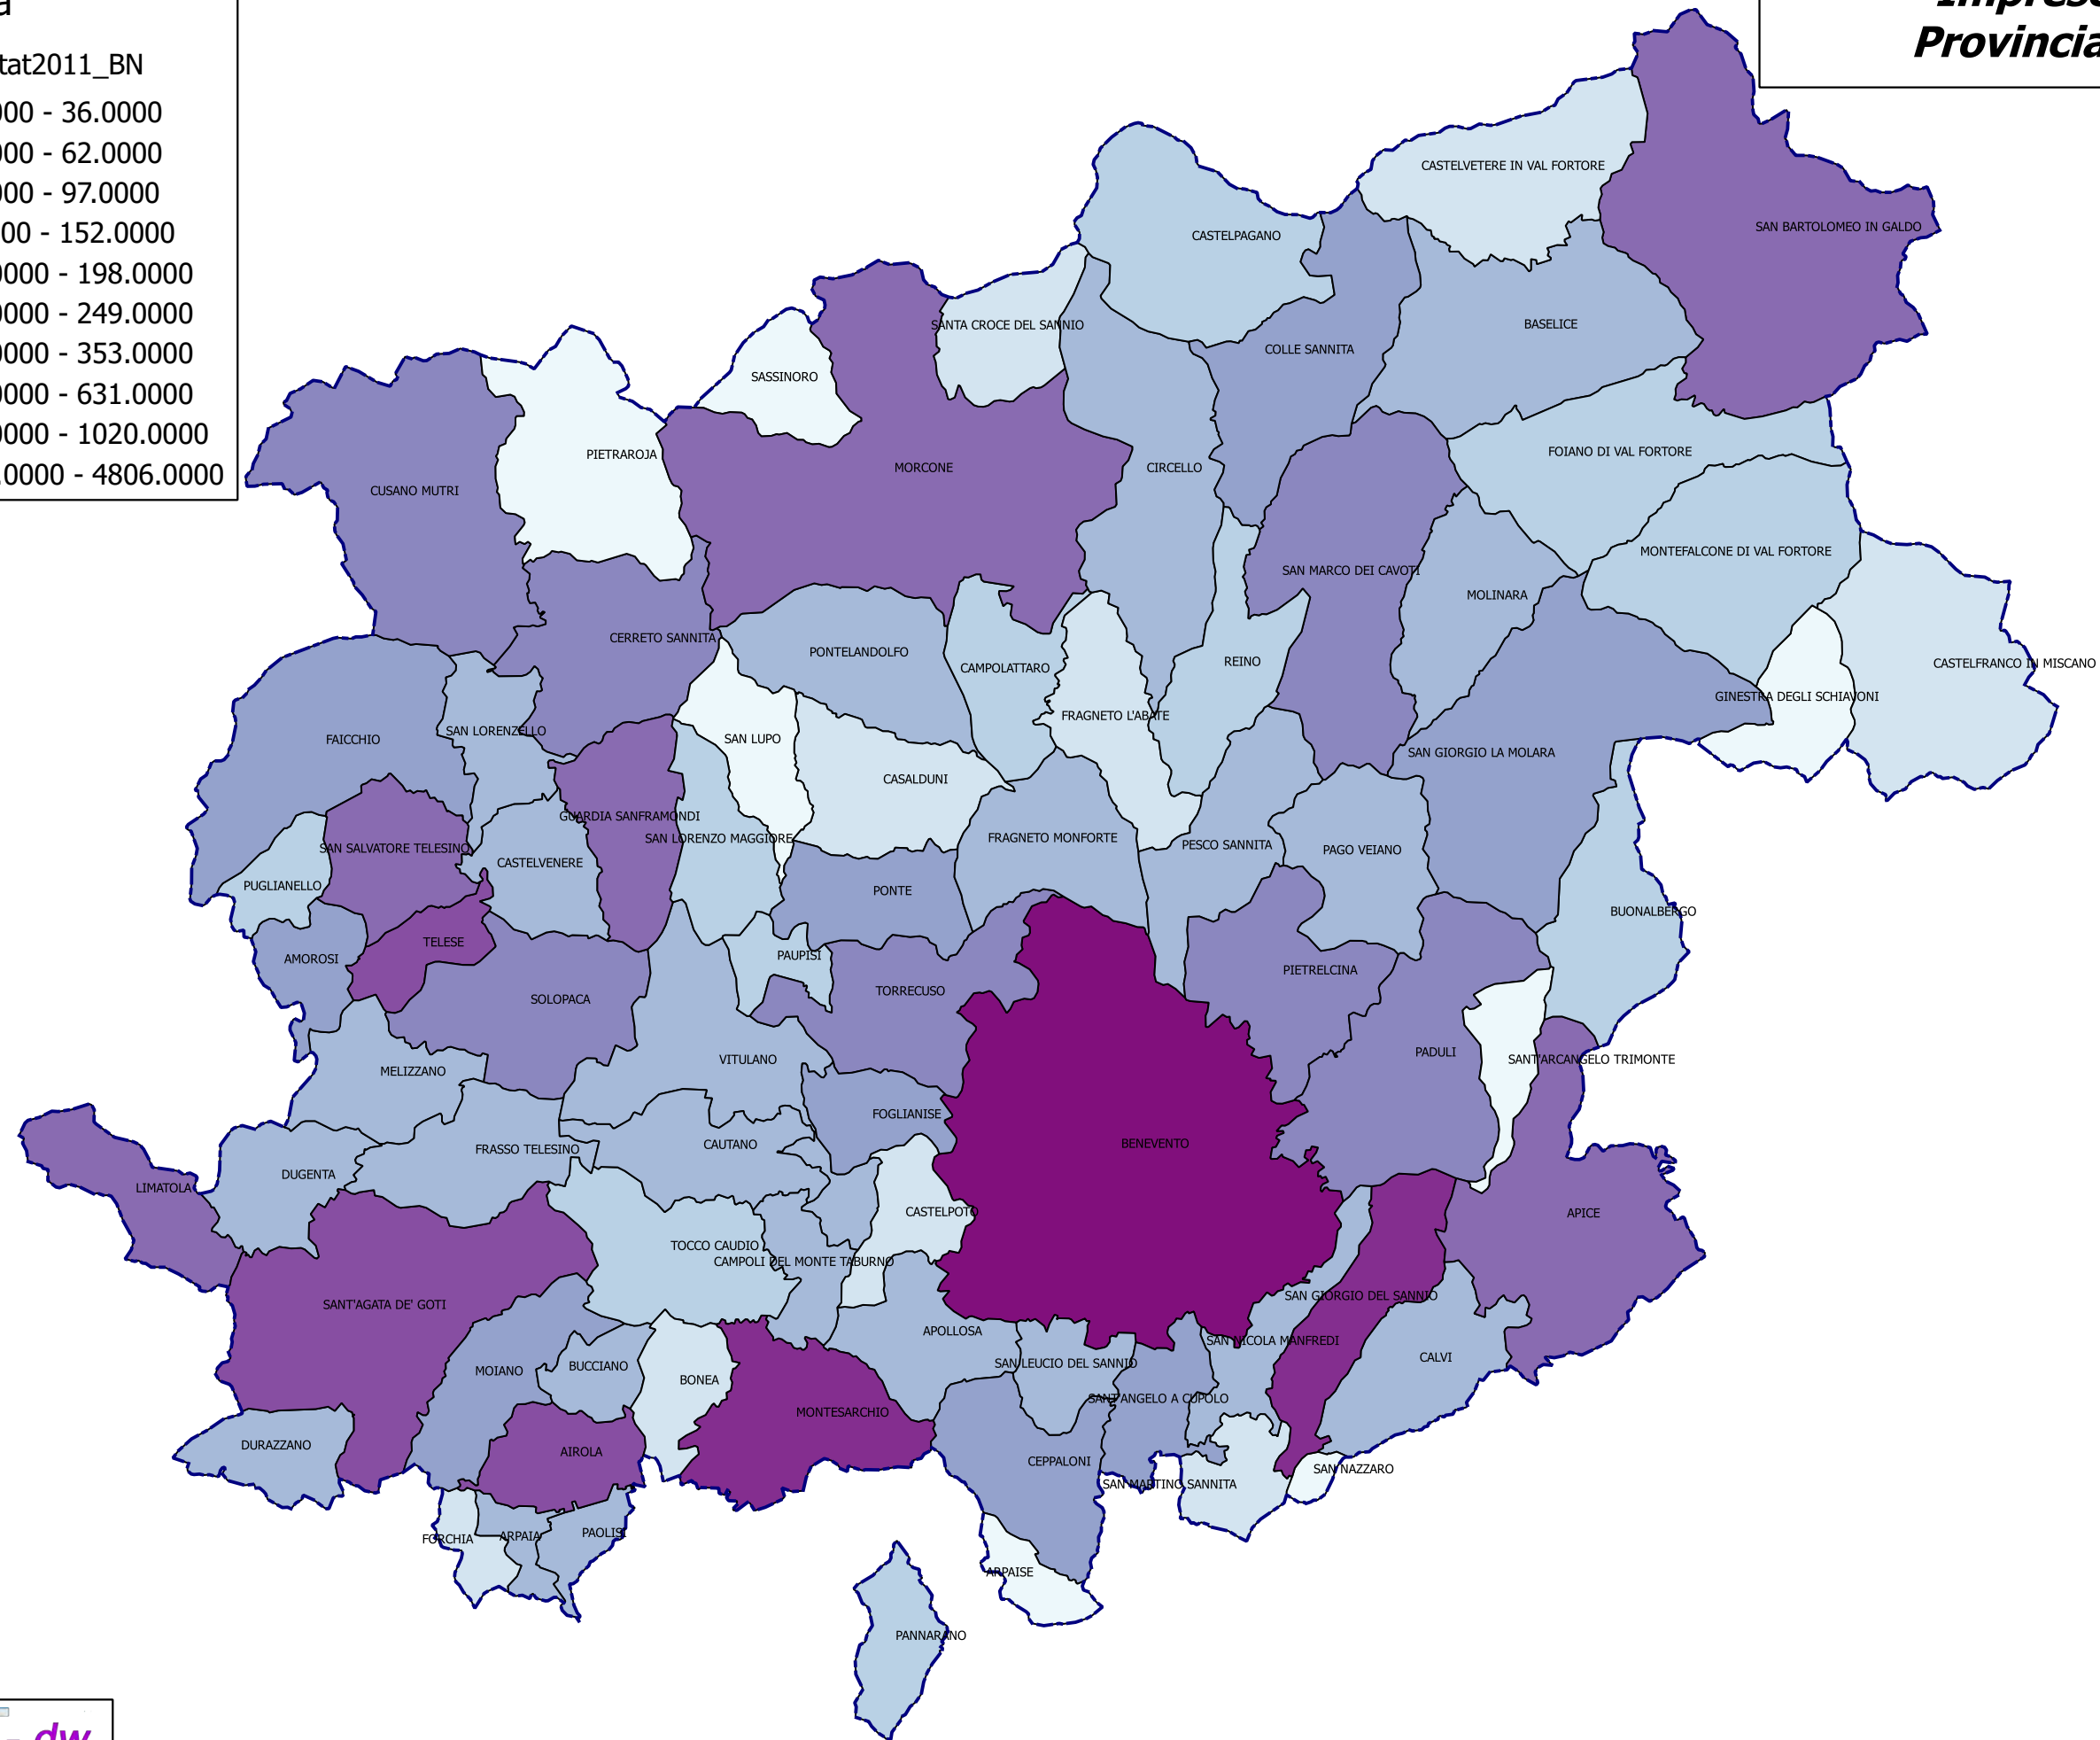 a
tat2011_BN
00 - 36.0000
00 - 62.0000
00 - 97.0000
00 - 152.0000
0000 - 198.0000
0000 - 249.0000
0000 - 353.0000
0000 - 631.0000
0000 - 1020.0000
.0000 - 4806.0000
Imprese
Provincia
CASTELVETERE IN VAL FORTORE
SAN BARTOLOMEO IN GALDO
CASTELPAGANO
SANTA CROCE DEL SANNIO
BASELICE
COLLE SANNITA
SASSINORO
PIETRAROJA
FOIANO DI VAL FORTORE
MORCONE
CIRCELLO
CUSANO MUTRI
MONTEFALCONE DI VAL FORTORE
SAN MARCO DEI CAVOTI
MOLINARA
CERRETO SANNITA
PONTELANDOLFO
CAMPOLATTARO
REINO
CASTELFRANCO IN MISCANO
GINESTRA DEGLI SCHIAVONI
FRAGNETO L'ABATE
SAN LORENZELLO
FAICCHIO
SAN LUPO
SAN GIORGIO LA MOLARA
CASALDUNI
GUARDIA SANFRAMONDI
SAN LORENZO MAGGIORE
FRAGNETO MONFORTE
PESCO SANNITA
SAN SALVATORE TELESINO
PAGO VEIANO
CASTELVENERE
PUGLIANELLO
PONTE
BUONALBERGO
TELESE
AMOROSI
PAUPISI
PIETRELCINA
TORRECUSO
SOLOPACA
PADULI
VITULANO
SANT'ARCANGELO TRIMONTE
MELIZZANO
FOGLIANISE
BENEVENTO
CAUTANO
FRASSO TELESINO
DUGENTA
LIMATOLA
CASTELPOTO
APICE
TOCCO CAUDIO
CAMPOLI DEL MONTE TABURNO
SAN GIORGIO DEL SANNIO
SANT'AGATA DE' GOTI
APOLLOSA
SAN NICOLA MANFREDI
CALVI
SAN LEUCIO DEL SANNIO
BUCCIANO
MOIANO
BONEA
SANT'ANGELO A CUPOLO
MONTESARCHIO
DURAZZANO
AIROLA
CEPPALONI
SAN NAZZARO
SAN MARTINO SANNITA
PAOLISI
ARPAIA
FORCHIA
ARPAISE
PANNARANO
dw